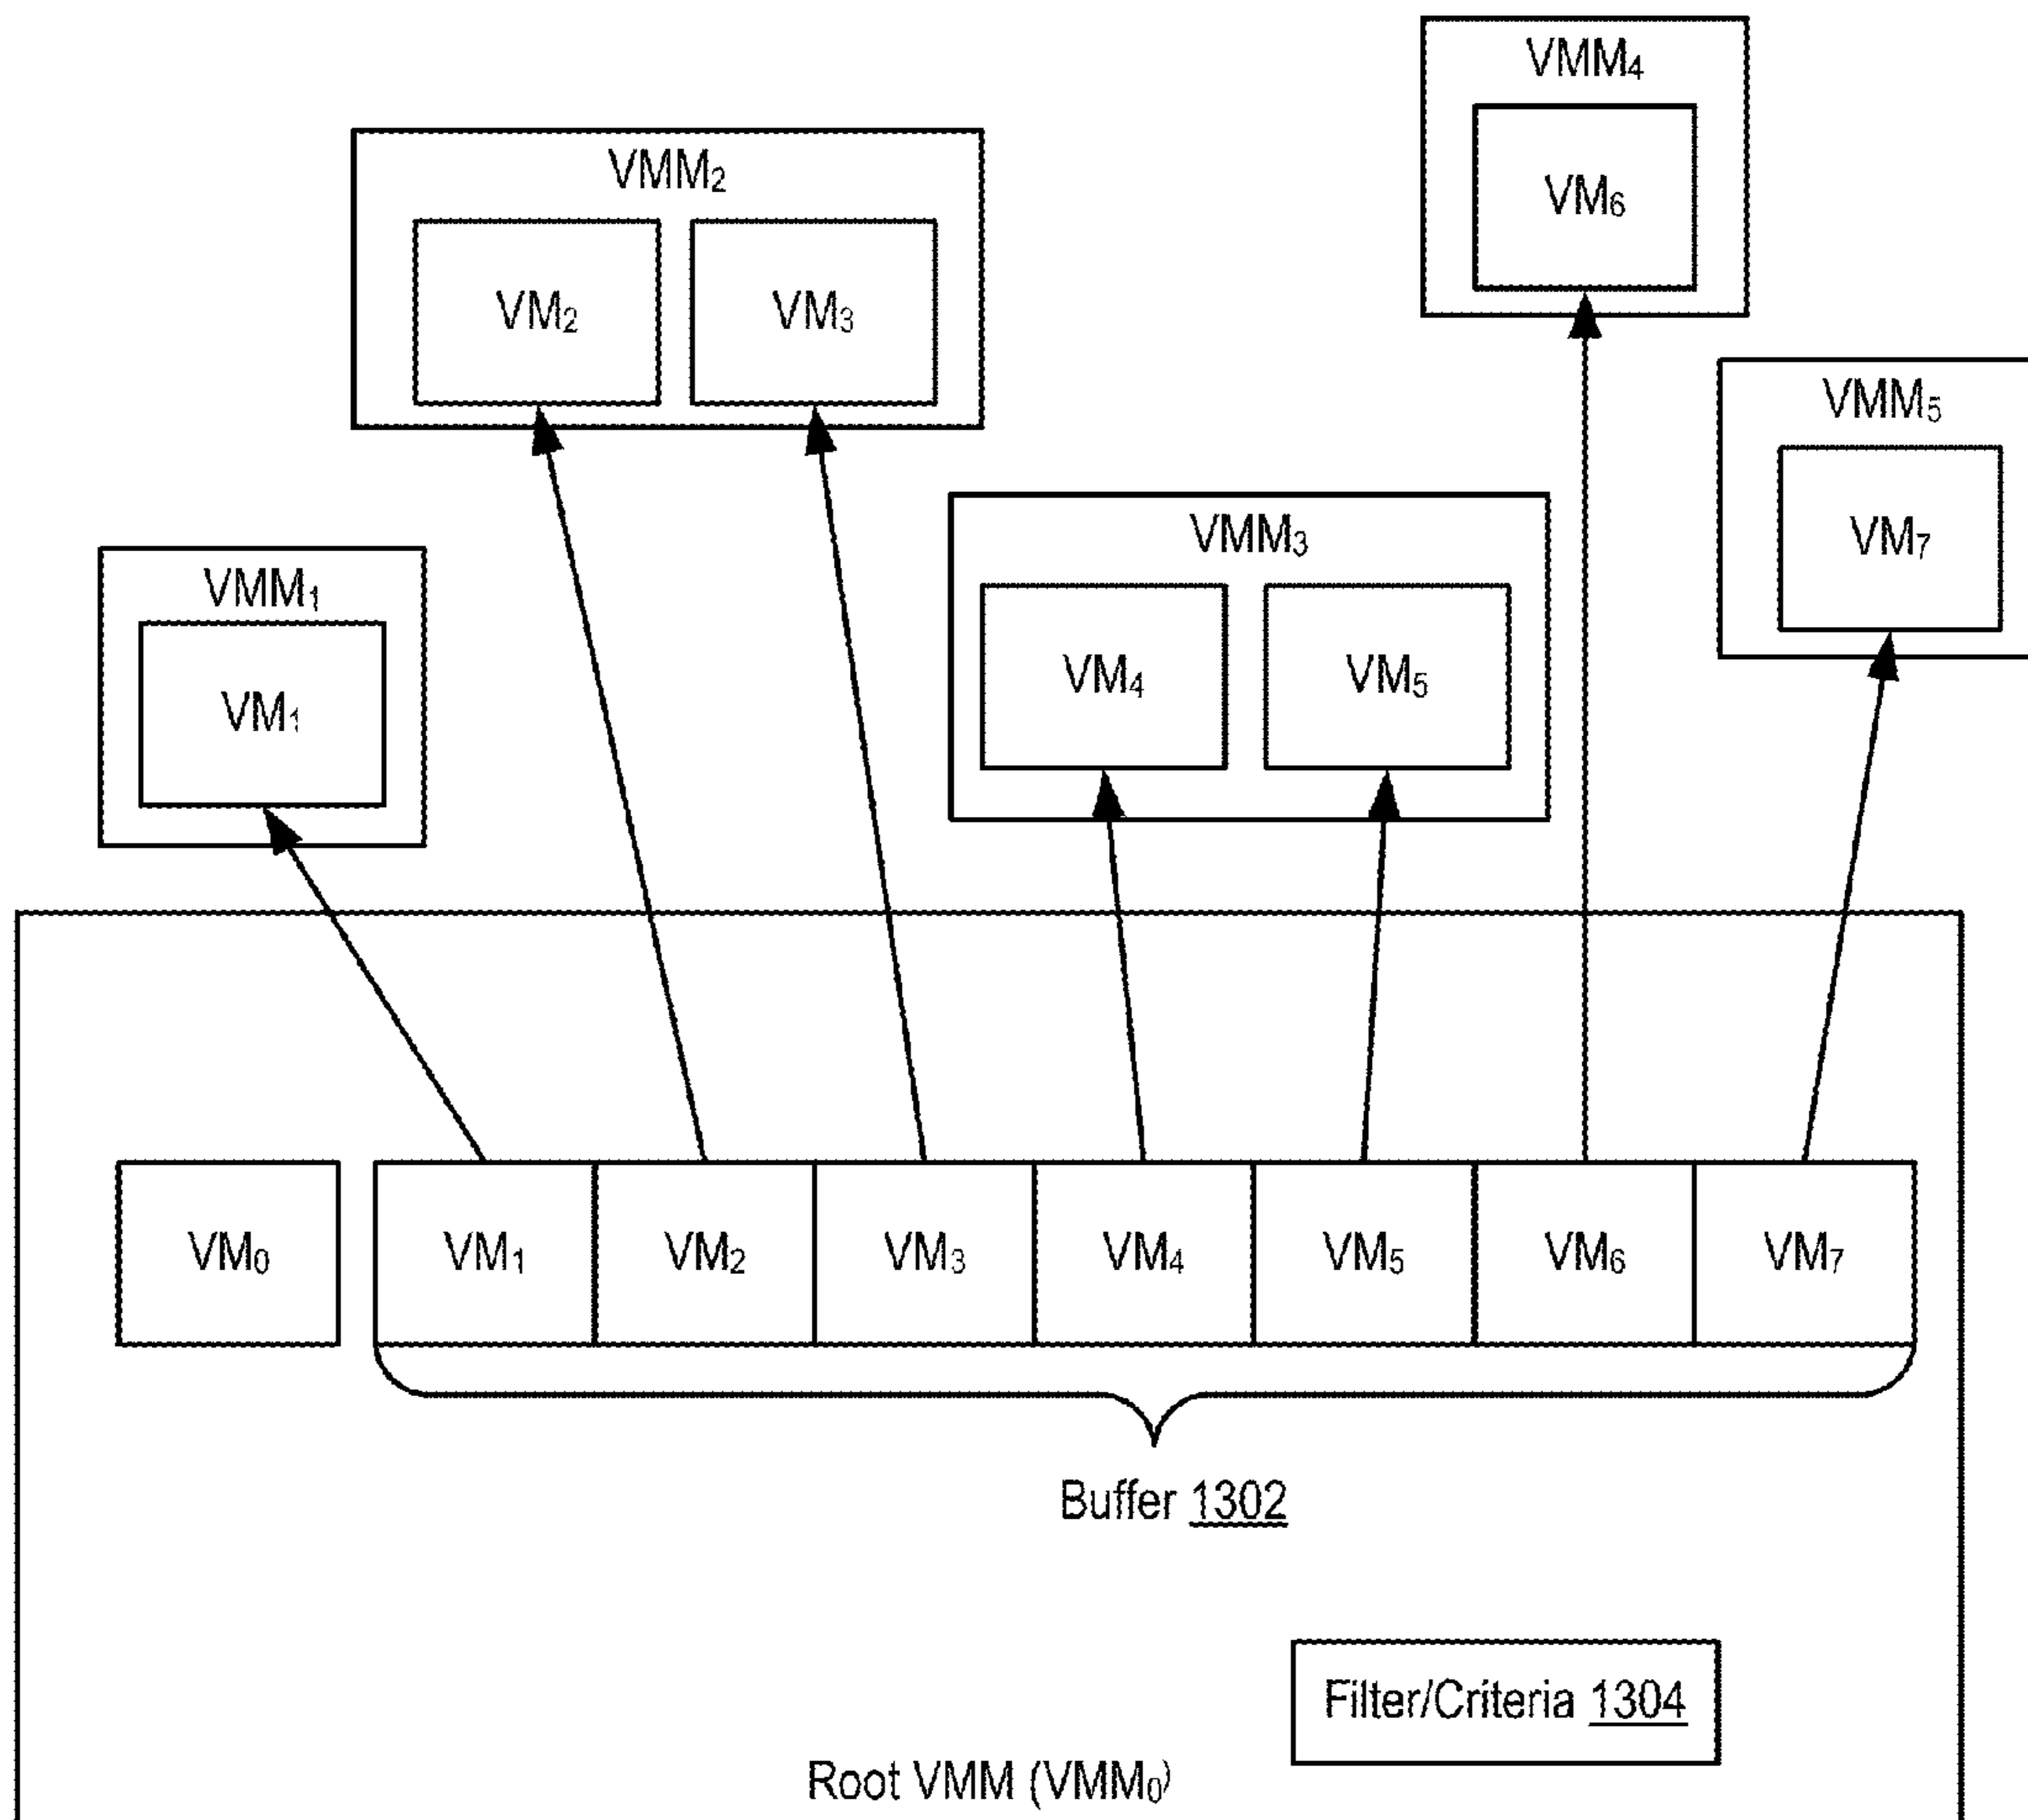 VMM₄
VM₆
VMM₂
VM₂ VM₃
VMM₅
VM₇
VMM₃
VM₄ VM₅
VMM₁
VM₁
VM₀ VM₁ VM₂ VM₃ VM₄ VM₅ VM₆ VM₇
Buffer 1302
Filter/Criteria 1304
Root VMM (VMM₀)